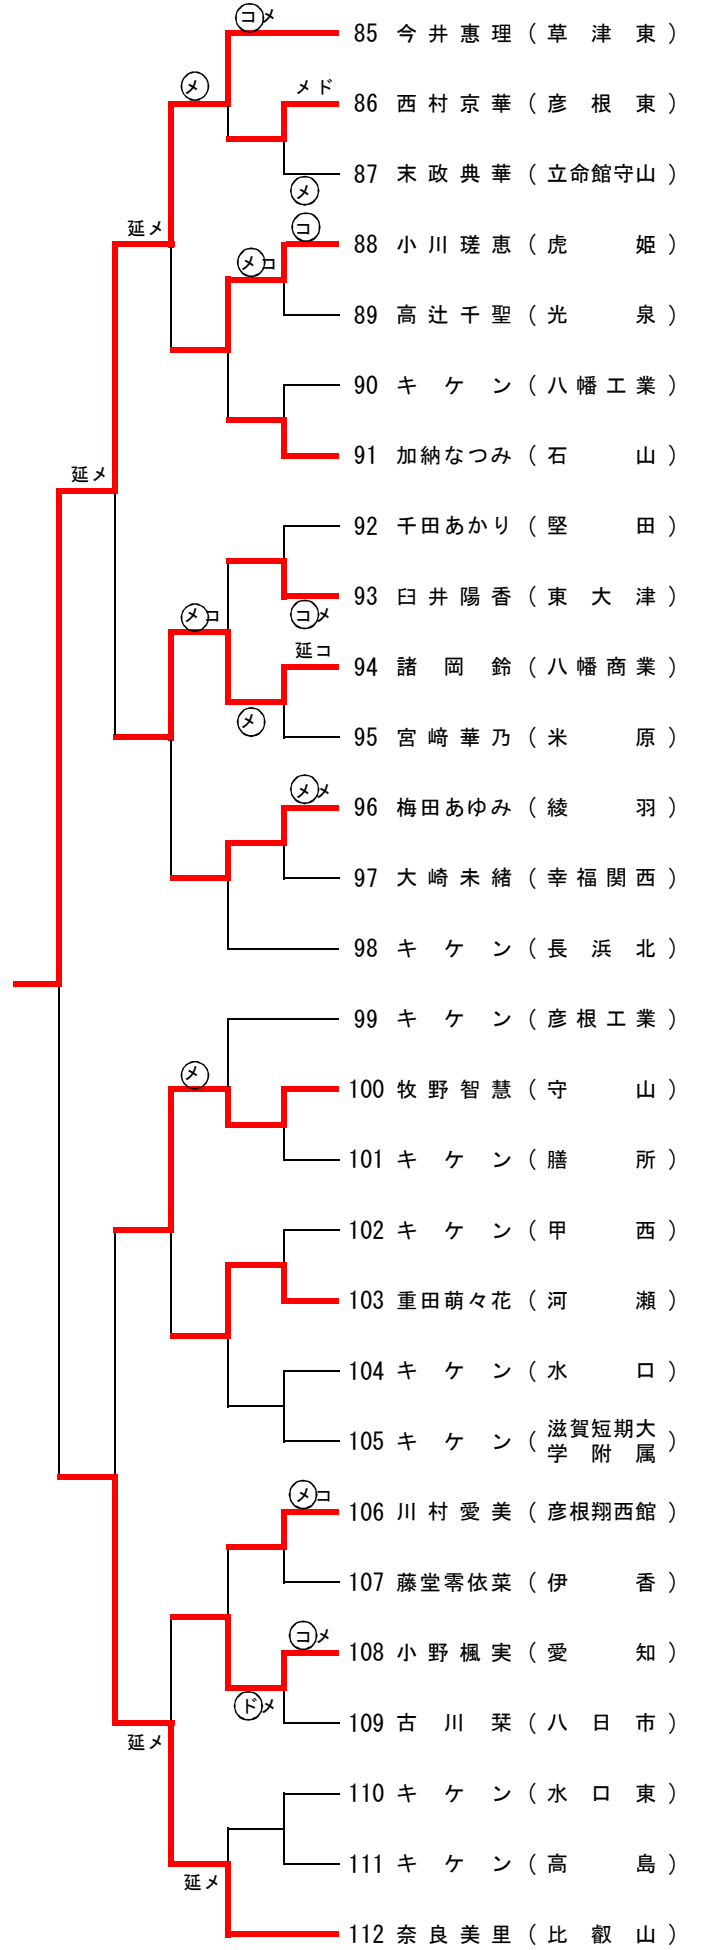 コメ
85 今井惠理（草津東）
メ
メド
86 西村京華（彦根東）
87 末政典華（立命館守山）
メ
延メ
コ
88 小川瑳恵（虎姫）
メコ
89 高辻千聖（光泉）
90 キケン（八幡工業）
91 加納なつみ（石山）
延メ
92 千田あかり（堅田）
93 臼井陽香（東大津）
コメ
メコ
延コ
94 諸岡鈴（八幡商業）
メ
95 宮﨑華乃（米原）
メメ
96 梅田あゆみ（綾羽）
97 大崎未緒（幸福関西）
98 キケン（長浜北）
99 キケン（彦根工業）
メ
100 牧野智慧（守山）
101 キケン（膳所）
102 キケン（甲西）
103 重田萌々花（河瀬）
104 キケン（水口）
105 キケン（滋賀短期大学附属）
メコ
106 川村愛美（彦根翔西館）
107 藤堂零依菜（伊香）
コメ
108 小野楓実（愛知）
ドメ
109 古川栞（八日市）
延メ
110 キケン（水口東）
111 キケン（高島）
延メ
112 奈良美里（比叡山）